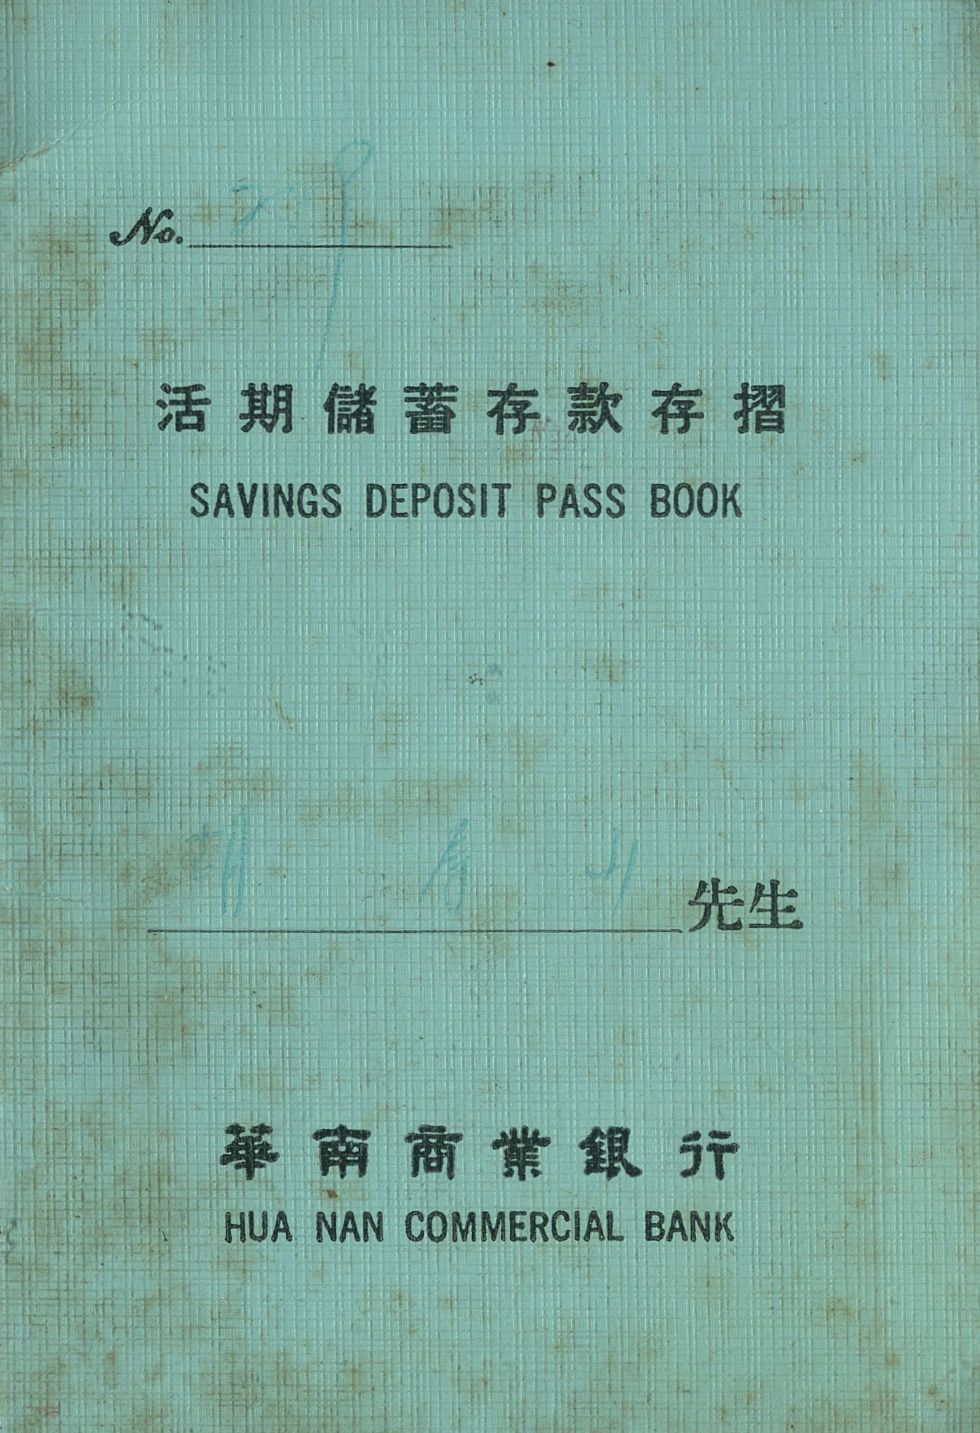 No.
活期儲蓄存款存摺
SAVINGS DEPOSIT PASS BOOK
先生
華南商業銀行
HUA NAN COMMERCIAL BANK